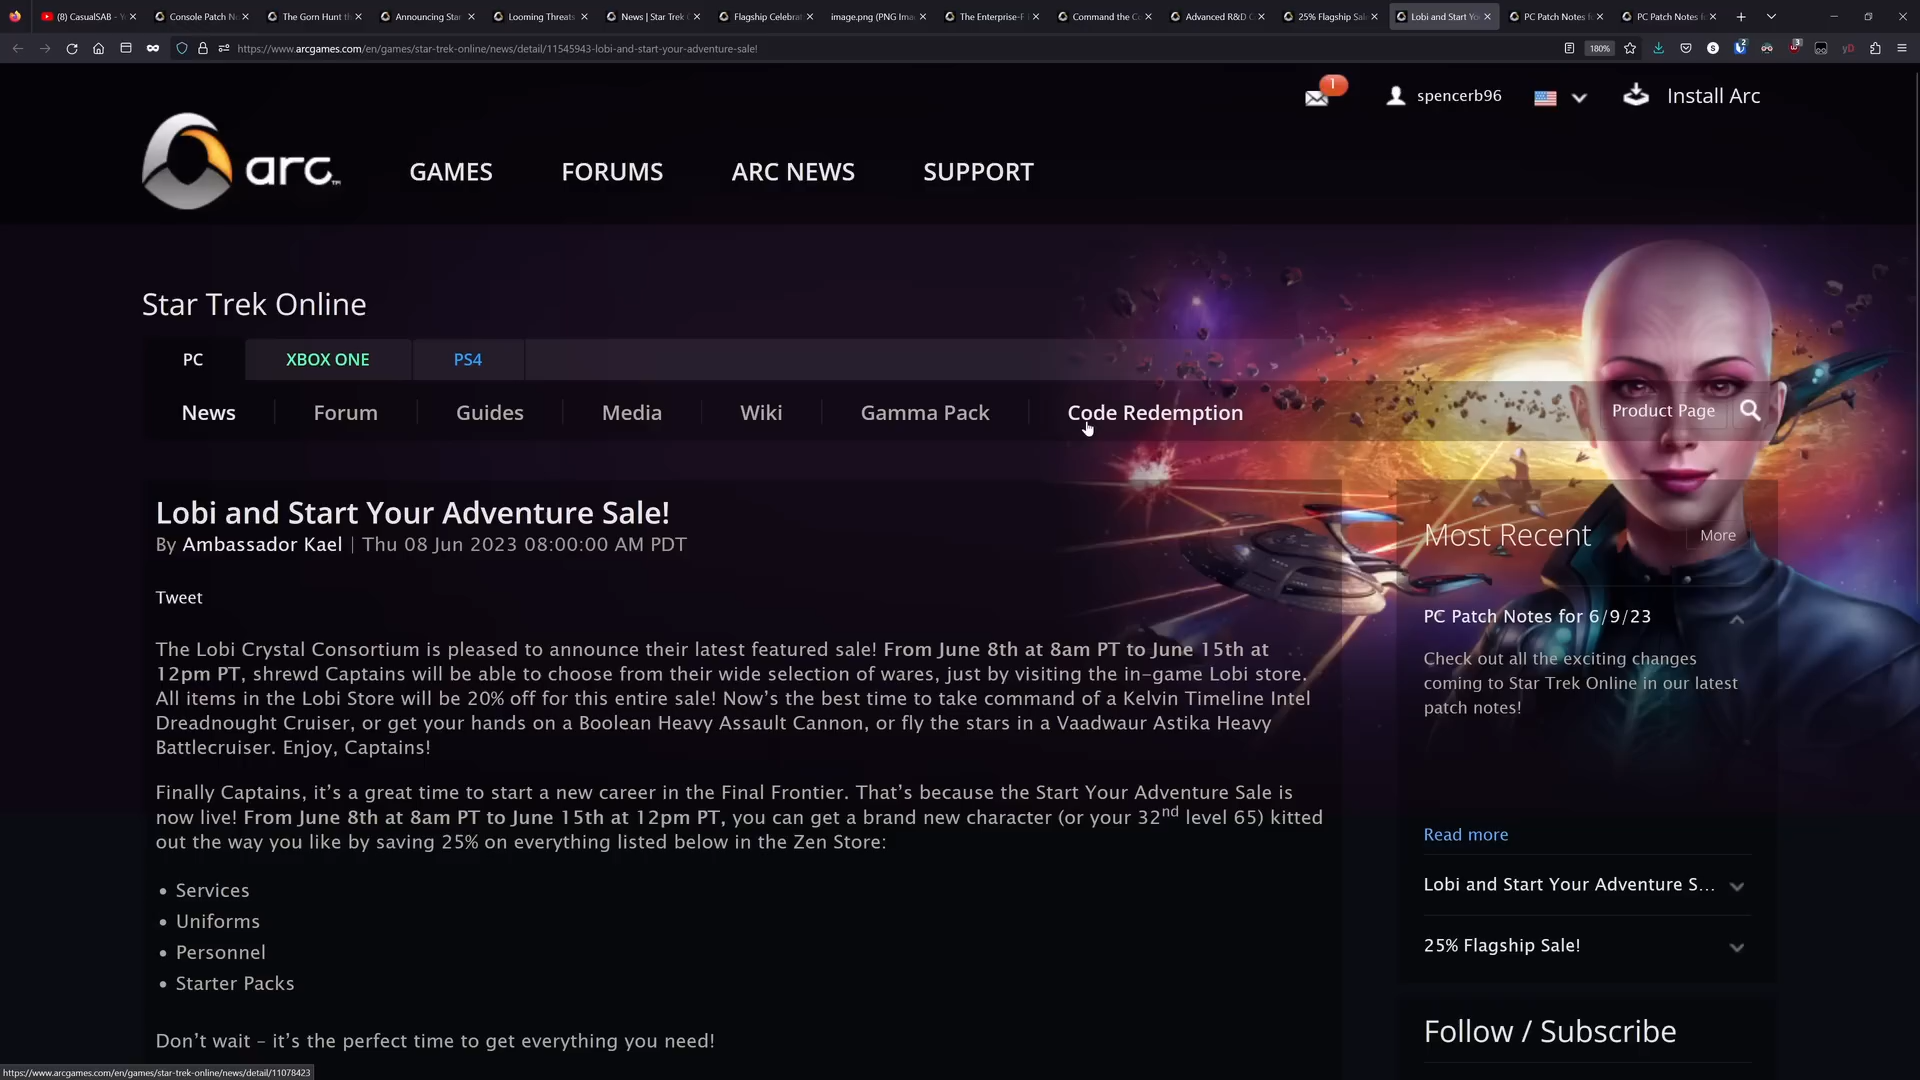 (8) CasualSAB - Y
Console Patch No
The Gorn Hunt th
Announcing Star
Looming Threats
News | Star Trek O
Flagship Celebrat
image.png (PNG Ima
The Enterprise-F
Command the Co
Advanced R&D C
25% Flagship Sale
Lobi and Start Yo
PC Patch Notes fo
PC Patch Notes f
https://www.arcgames.com/en/games/star-trek-online/news/detail/11545943-lobi-and-start-your-adventure-sale!
180%
2
3
yD
1
spencerb96
Install Arc
arc™
GAMES
FORUMS
ARC NEWS
SUPPORT
Star Trek Online
PC
XBOX ONE
PS4
News
Forum
Guides
Media
Wiki
Gamma Pack
Code Redemption
Product Page
Lobi and Start Your Adventure Sale!
By Ambassador Kael | Thu 08 Jun 2023 08:00:00 AM PDT
Tweet
The Lobi Crystal Consortium is pleased to announce their latest featured sale! From June 8th at 8am PT to June 15th at
12pm PT, shrewd Captains will be able to choose from their wide selection of wares, just by visiting the in-game Lobi store.
All items in the Lobi Store will be 20% off for this entire sale! Now’s the best time to take command of a Kelvin Timeline Intel
Dreadnought Cruiser, or get your hands on a Boolean Heavy Assault Cannon, or fly the stars in a Vaadwaur Astika Heavy
Battlecruiser. Enjoy, Captains!
Finally Captains, it’s a great time to start a new career in the Final Frontier. That’s because the Start Your Adventure Sale is
now live! From June 8th at 8am PT to June 15th at 12pm PT, you can get a brand new character (or your 32nd level 65) kitted
out the way you like by saving 25% on everything listed below in the Zen Store:
• Services
• Uniforms
• Personnel
• Starter Packs
Don’t wait – it’s the perfect time to get everything you need!
Most Recent
More
PC Patch Notes for 6/9/23
Check out all the exciting changes
coming to Star Trek Online in our latest
patch notes!
Read more
Lobi and Start Your Adventure S...
25% Flagship Sale!
Follow / Subscribe
https://www.arcgames.com/en/games/star-trek-online/news/detail/11078423